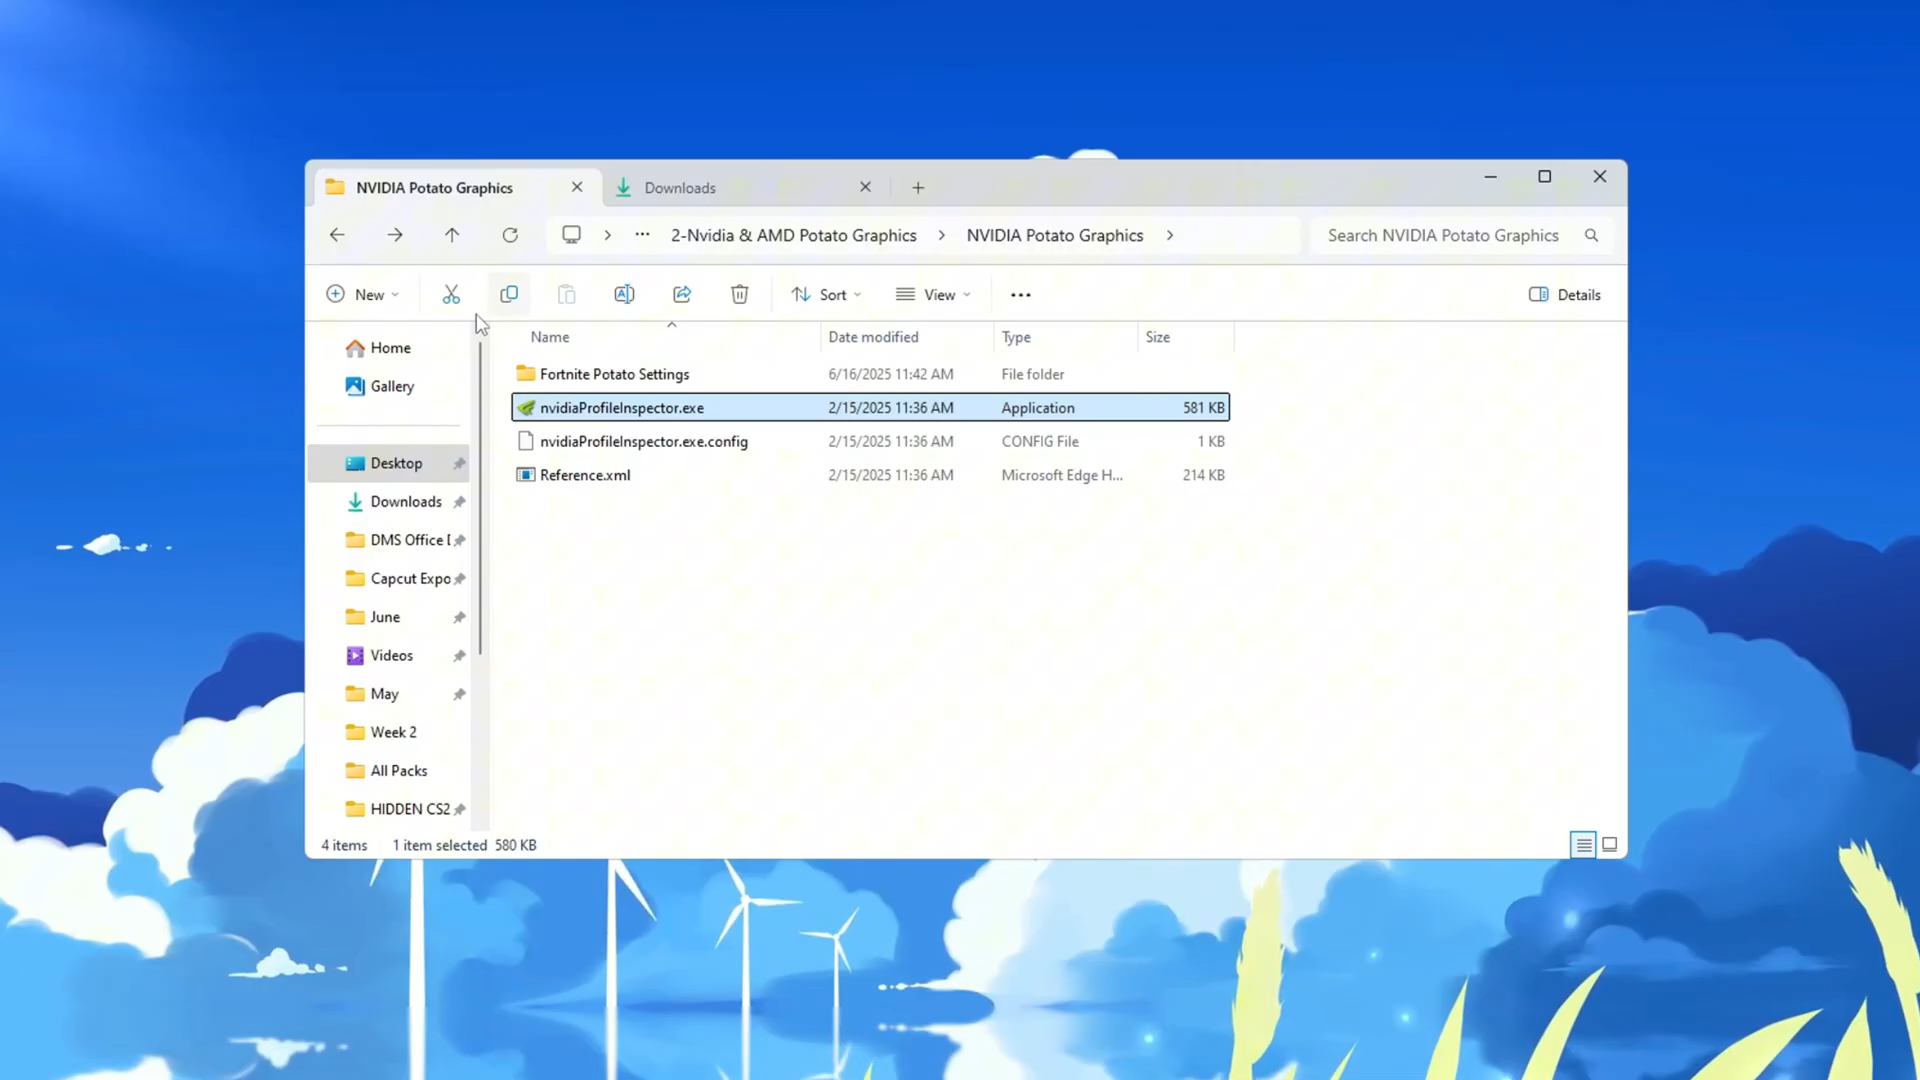 NVIDIA Potato Graphics
Downloads
2-Nvidia & AMD Potato Graphics
NVIDIA Potato Graphics
Search NVIDIA Potato Graphics
New
Sort
View
Details
Name
Date modified
Type
Size
Home
Gallery
Desktop
Downloads
DMS Office [
Capcut Expo
June
Videos
May
Week 2
All Packs
HIDDEN CS2
Fortnite Potato Settings 6/16/2025 11:42 AM File folder
nvidiaProfileInspector.exe 2/15/2025 11:36 AM Application 581 KB
nvidiaProfileInspector.exe.config 2/15/2025 11:36 AM CONFIG File 1 KB
Reference.xml 2/15/2025 11:36 AM Microsoft Edge H... 214 KB
4 items 1 item selected 580 KB